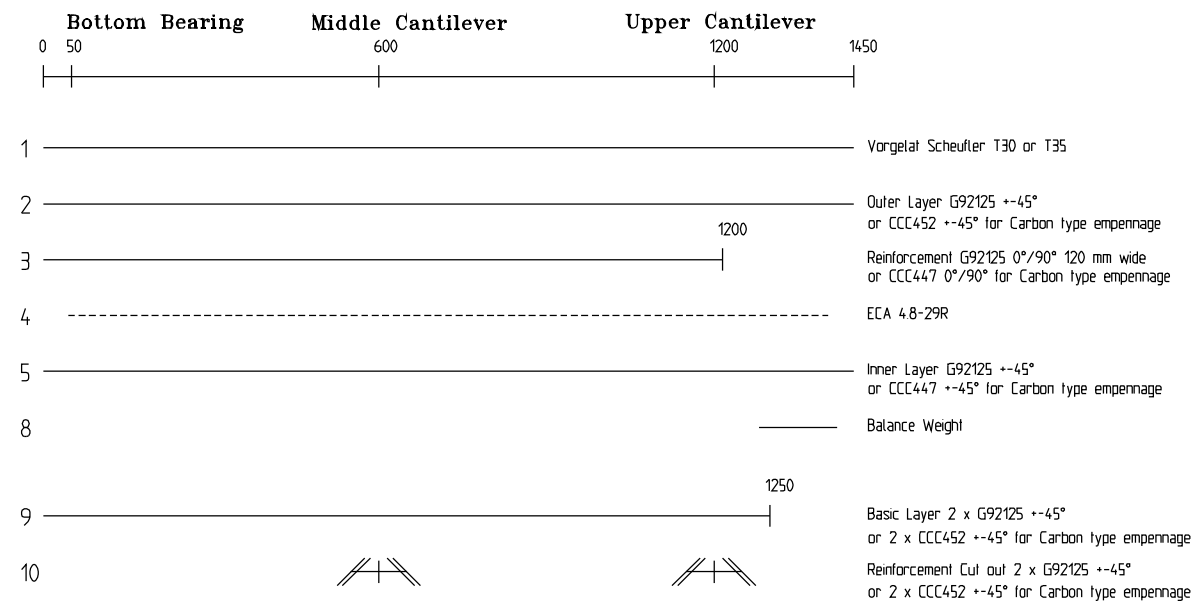 Bottom Bearing Middle Cantilever Upper Cantilever
0 50 600 1200 1450
1 Vorgelat Scheufler T30 or T35
2 Outer Layer G92125 +-45°
or CCC452 +-45° for Carbon type empennage
1200
3 Reinforcement G92125 0°/90° 120 mm wide
or CCC447 0°/90° for Carbon type empennage
4 ECA 4.8-29R
5 Inner Layer G92125 +-45°
or CCC447 +-45° for Carbon type empennage
8 Balance Weight
1250
9 Basic Layer 2 x G92125 +-45°
or 2 x CCC452 +-45° for Carbon type empennage
10 Reinforcement Cut out 2 x G92125 +-45°
or 2 x CCC452 +-45° for Carbon type empennage